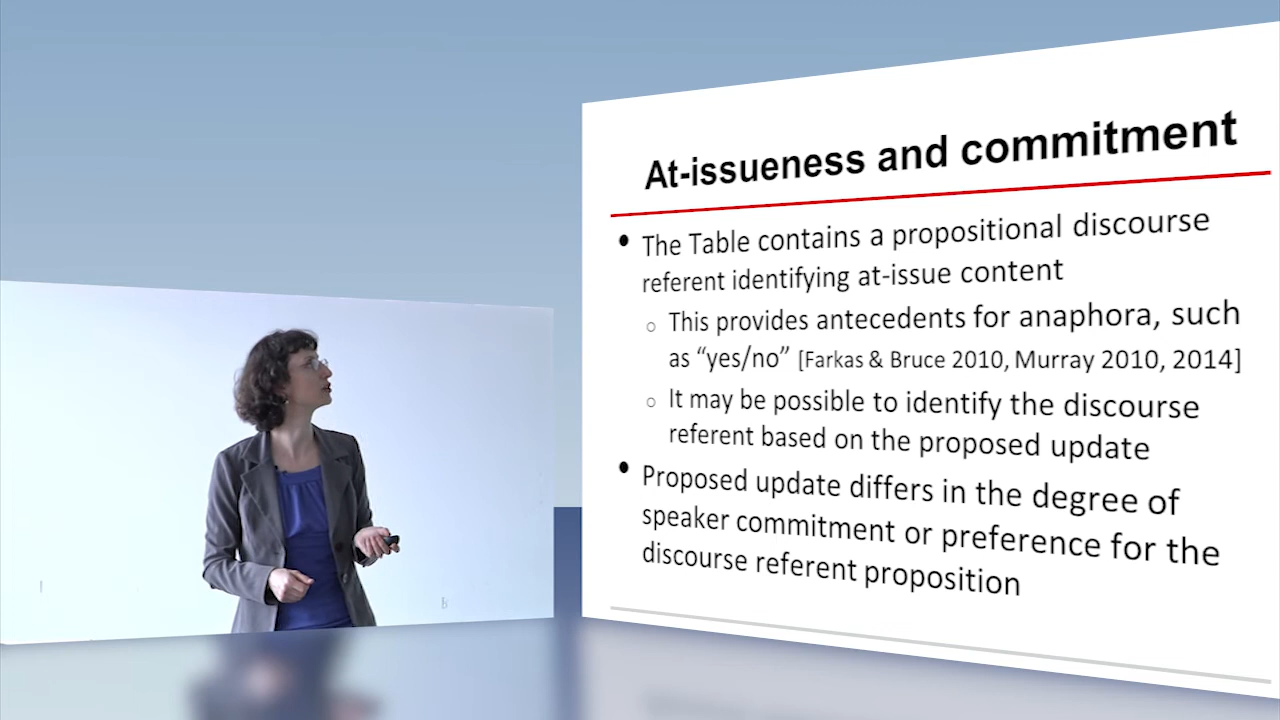 At-issueness and commitment
• The Table contains a propositional discourse
referent identifying at-issue content
○ This provides antecedents for anaphora, such
as “yes/no” [Farkas & Bruce 2010, Murray 2010, 2014]
○ It may be possible to identify the discourse
referent based on the proposed update
• Proposed update differs in the degree of
speaker commitment or preference for the
discourse referent proposition